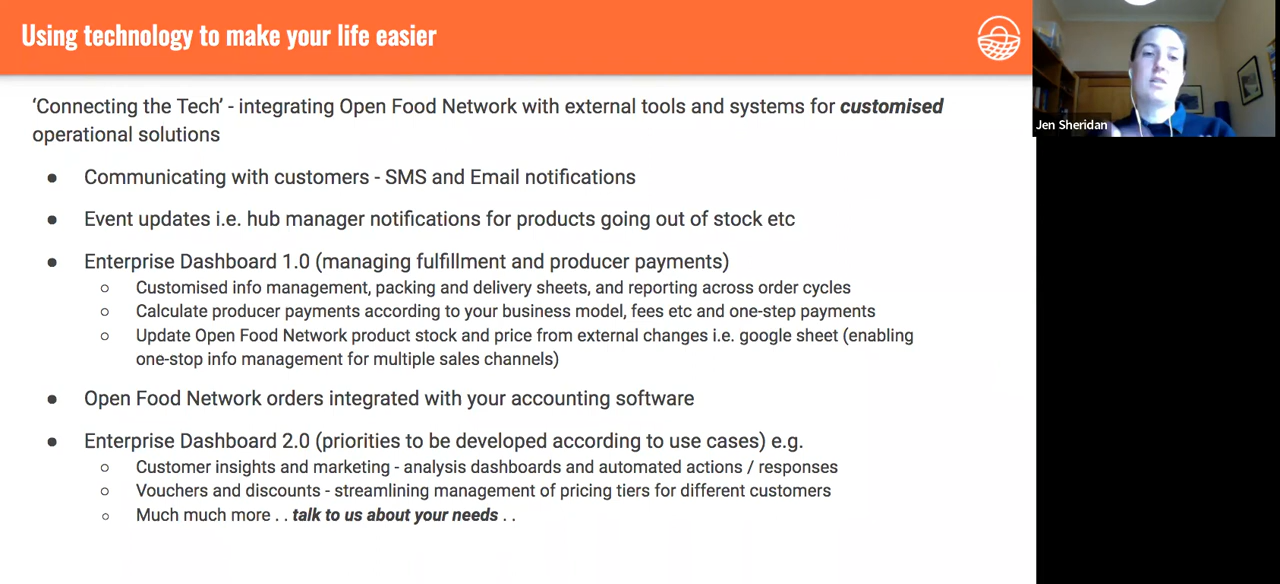 Using technology to make your life easier
Jen Sheridan
‘Connecting the Tech’ - integrating Open Food Network with external tools and systems for customised
operational solutions
● Communicating with customers - SMS and Email notifications
● Event updates i.e. hub manager notifications for products going out of stock etc
● Enterprise Dashboard 1.0 (managing fulfillment and producer payments)
○ Customised info management, packing and delivery sheets, and reporting across order cycles
○ Calculate producer payments according to your business model, fees etc and one-step payments
○ Update Open Food Network product stock and price from external changes i.e. google sheet (enabling
one-stop info management for multiple sales channels)
● Open Food Network orders integrated with your accounting software
● Enterprise Dashboard 2.0 (priorities to be developed according to use cases) e.g.
○ Customer insights and marketing - analysis dashboards and automated actions / responses
○ Vouchers and discounts - streamlining management of pricing tiers for different customers
○ Much much more . . talk to us about your needs . .